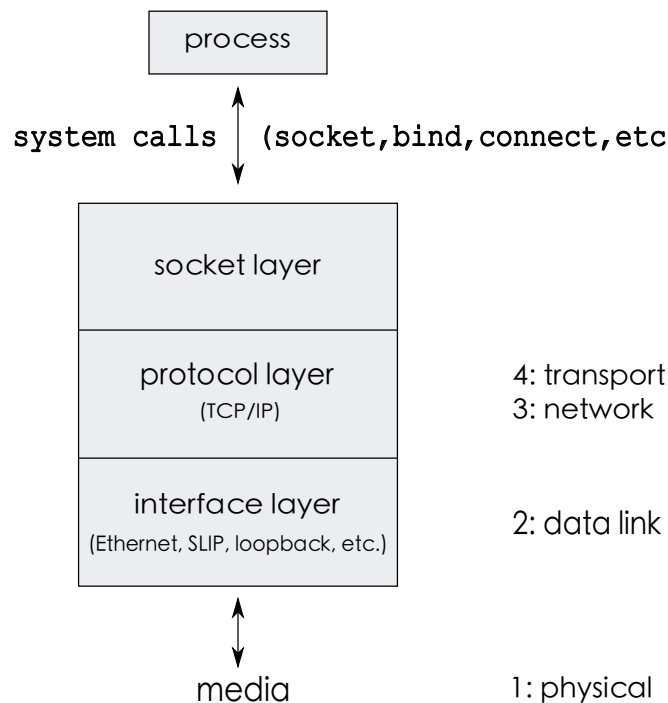 process
system calls (socket,bind,connect,etc
socket layer
protocol layer
(TCP/IP)
4: transport
3: network
interface layer
(Ethernet, SLIP, loopback, etc.)
2: data link
media
1: physical